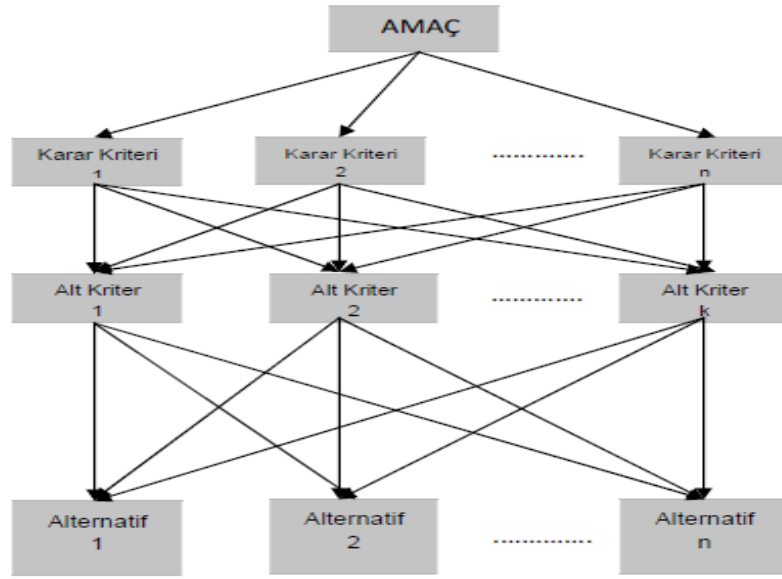 AMAÇ
Karar Kriteri
1
Karar Kriteri
2
.............
Karar Kriteri
n
Alt Kriter
1
Alt Kriter
2
.............
Alt Kriter
k
Alternatif
1
Alternatif
2
..............
Alternatif
n